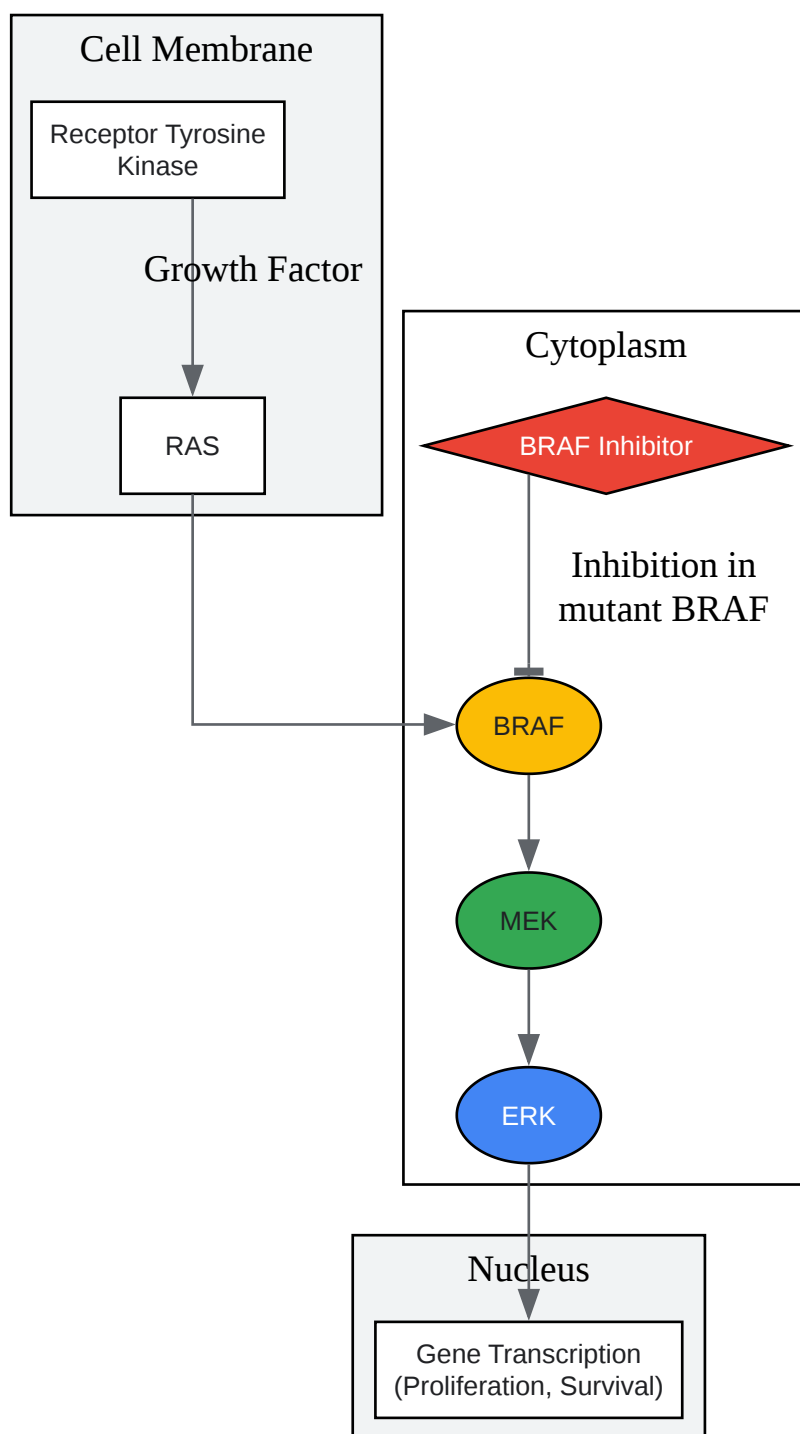 Cell Membrane
Receptor Tyrosine
Kinase
Growth Factor
RAS
Cytoplasm
BRAF Inhibitor
Inhibition in
mutant BRAF
BRAF
MEK
ERK
Nucleus
Gene Transcription
(Proliferation, Survival)